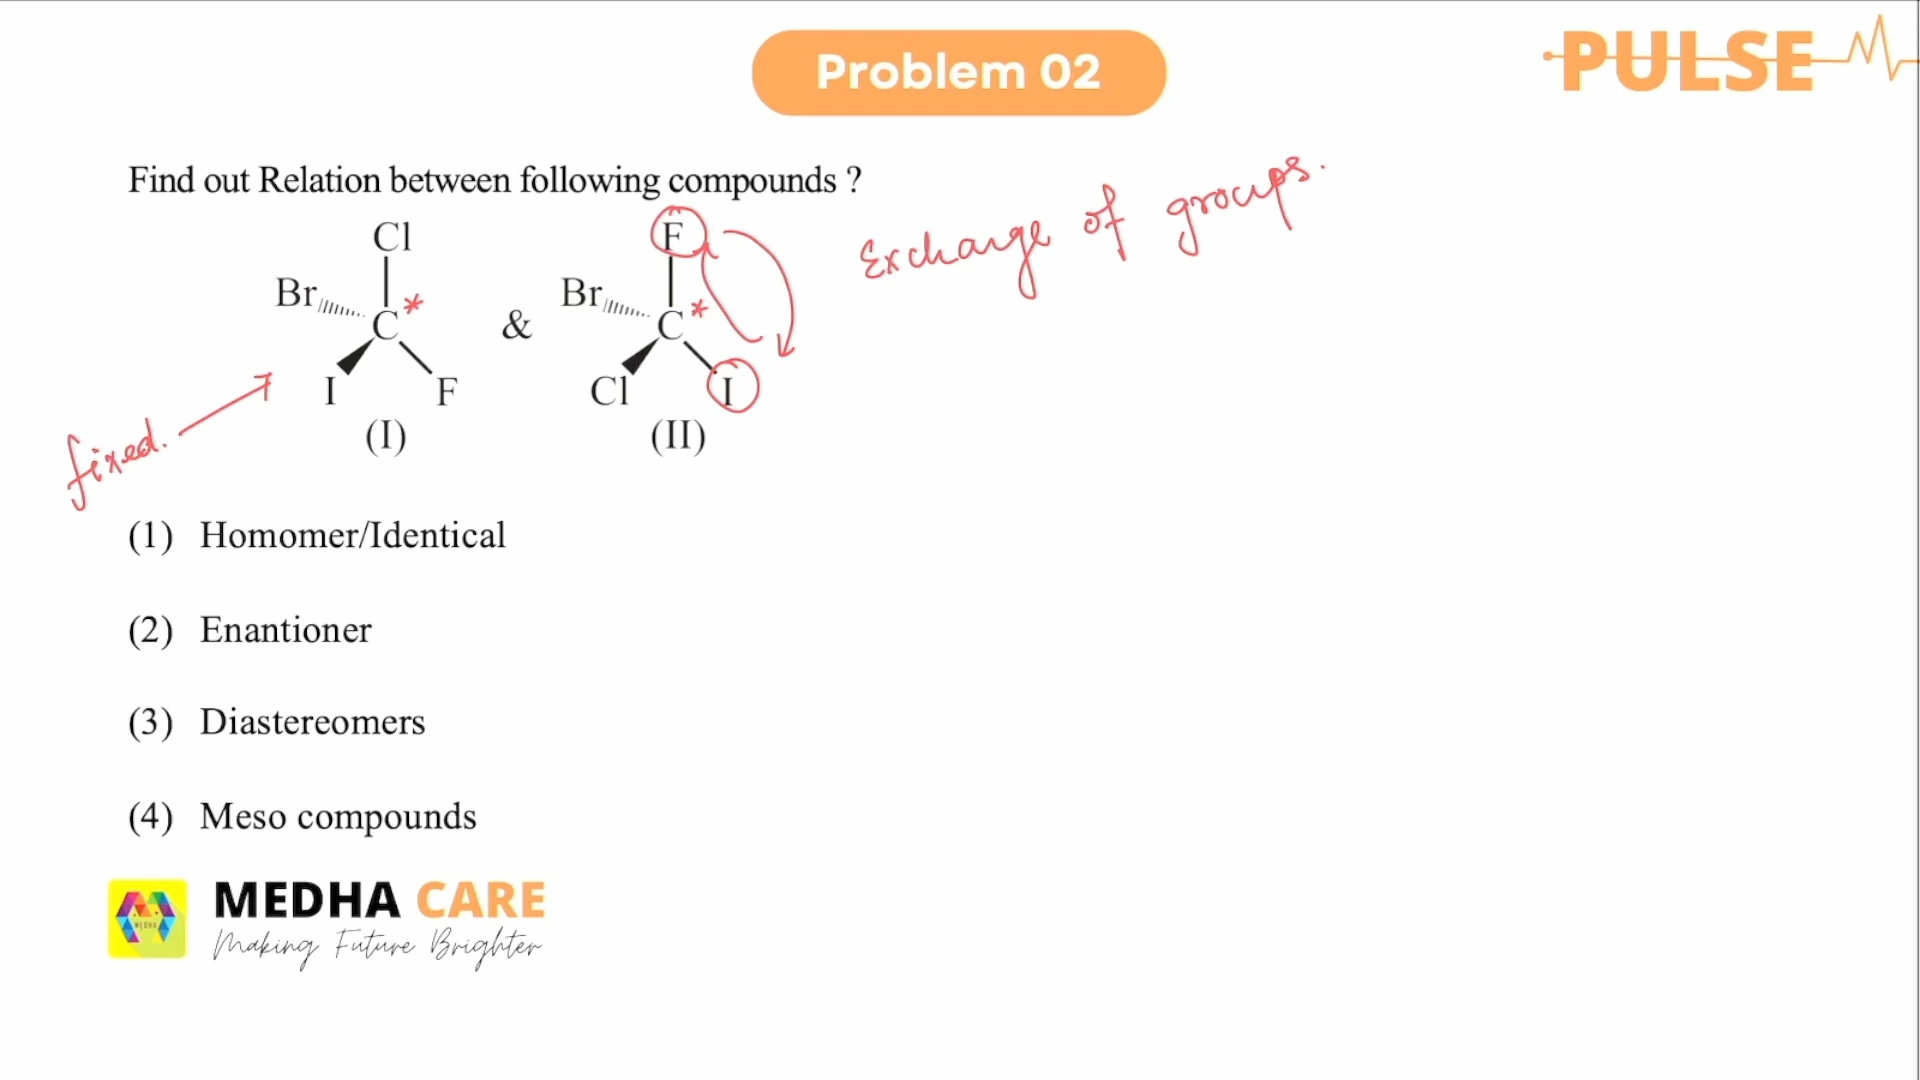 Problem 02
PULSE
Find out Relation between following compounds ?
Exchange of groups.
Cl
Br
C*
I
F
(I)
&
F
Br
C*
Cl
I
(II)
fixed.
(1) Homomer/Identical
(2) Enantioner
(3) Diastereomers
(4) Meso compounds
MEDHA
MEDHA CARE
Making Future Brighter